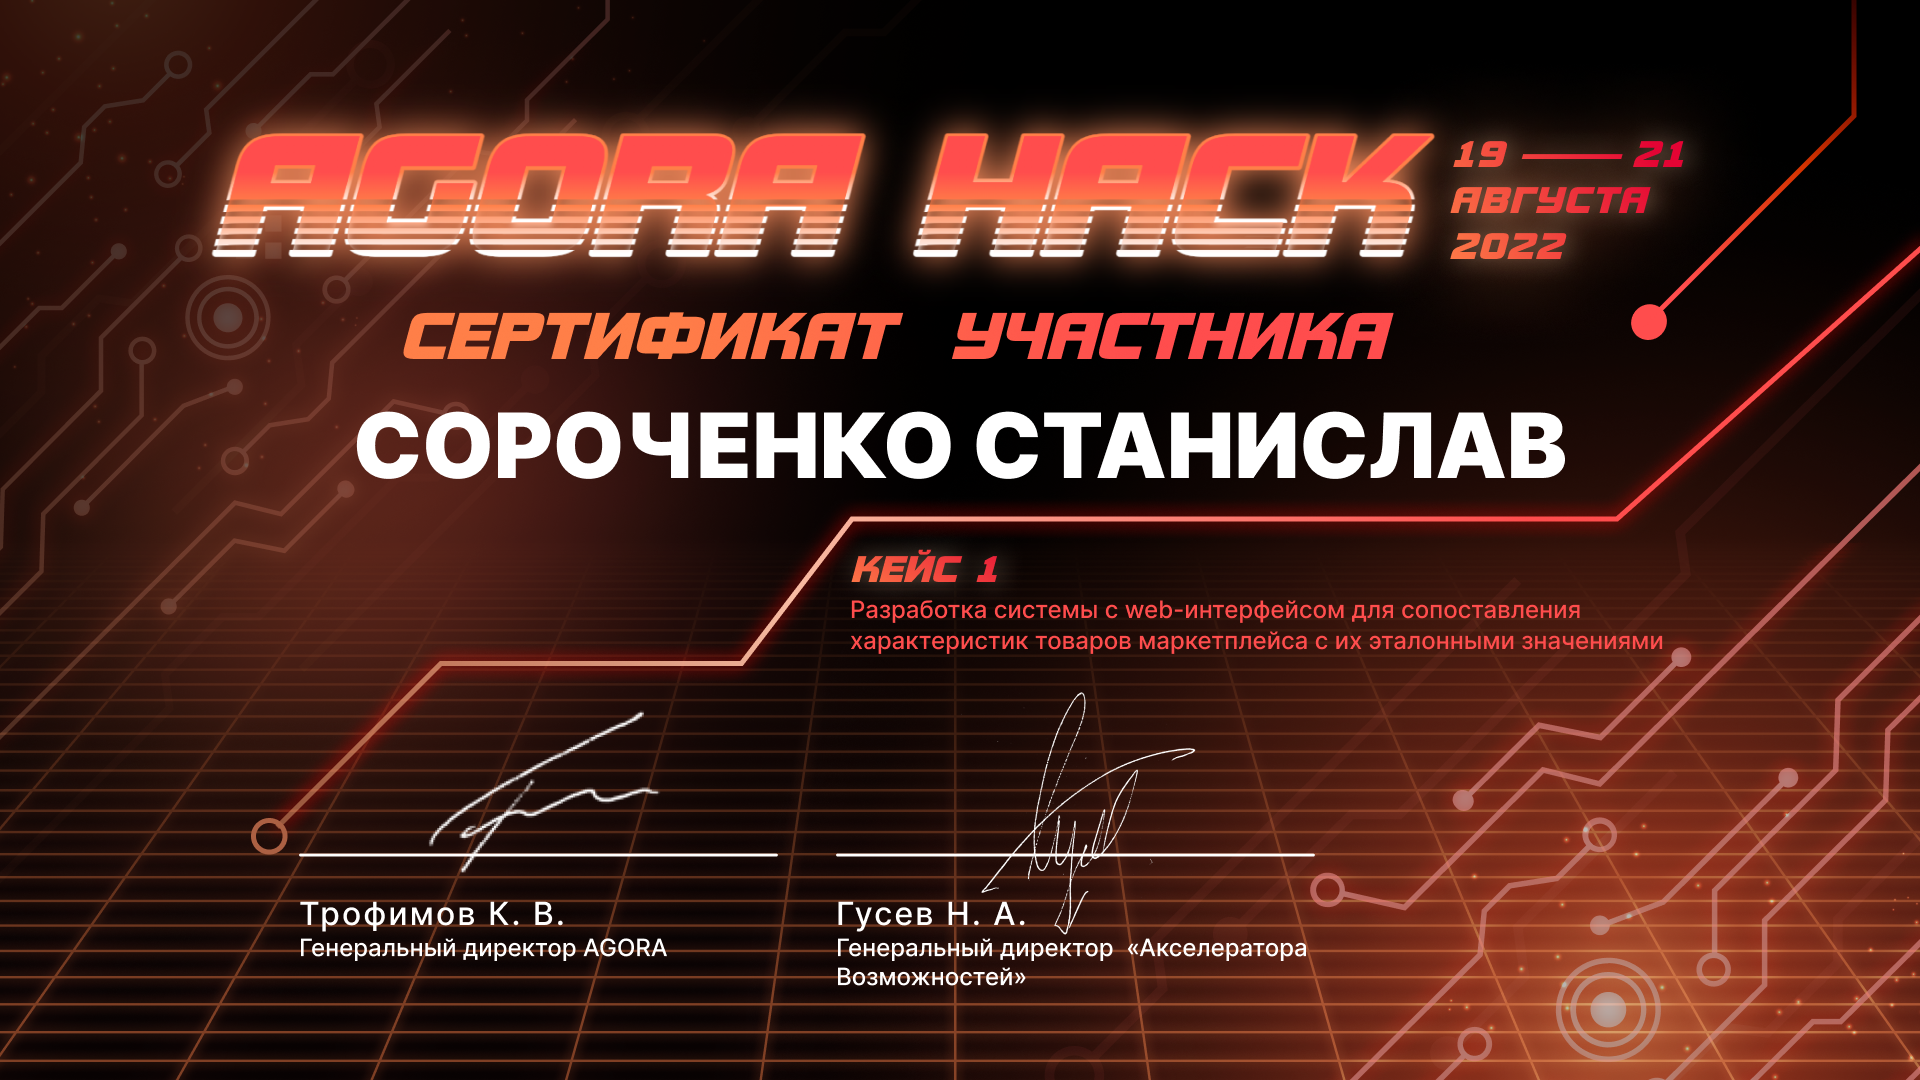 AGORA HACK
19 — 21
АВГУСТА
2022
СЕРТИФИКАТ УЧАСТНИКА
СОРОЧЕНКО СТАНИСЛАВ
КЕЙС 1
Разработка системы с web-интерфейсом для сопоставления
характеристик товаров маркетплейса с их эталонными значениями
Трофимов К. В.
Генеральный директор AGORA
Гусев Н. А.
Генеральный директор «Акселератора
Возможностей»